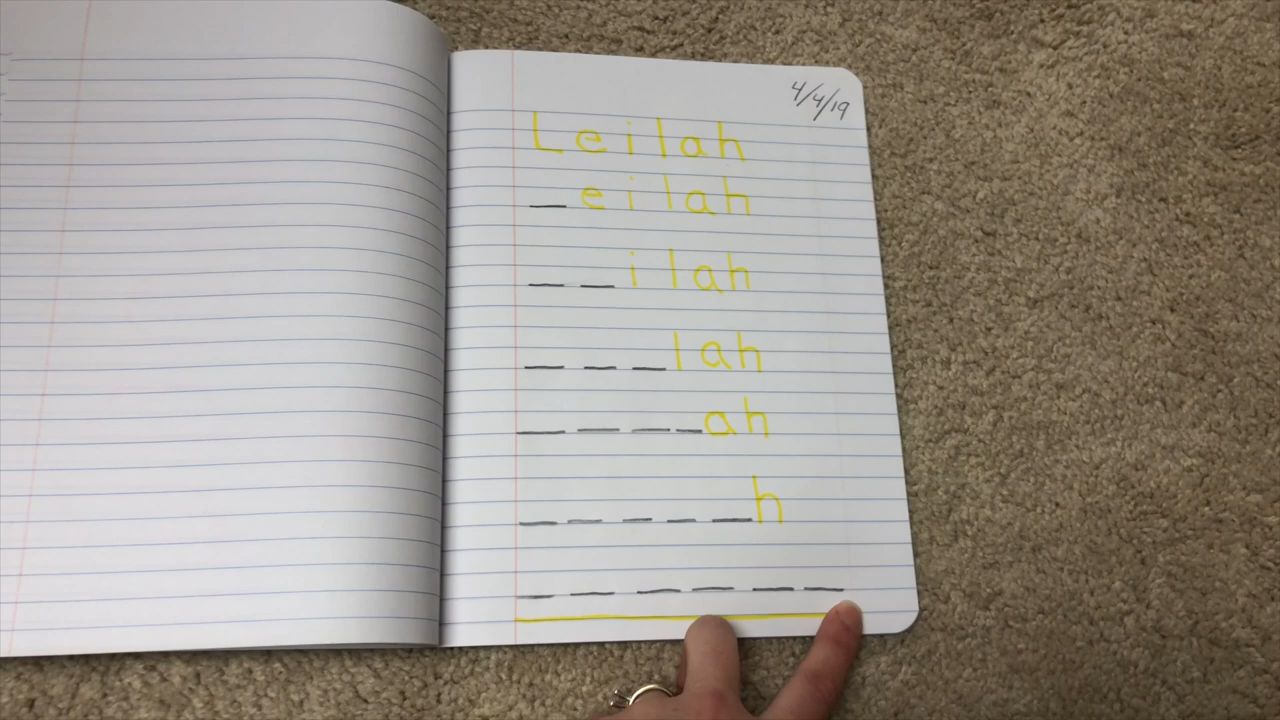 4/4/19
Leilah
_ eilah
_ _ ilah
_ _ _ lah
_ _ _ _ ah
_ _ _ _ _ h
_ _ _ _ _ _